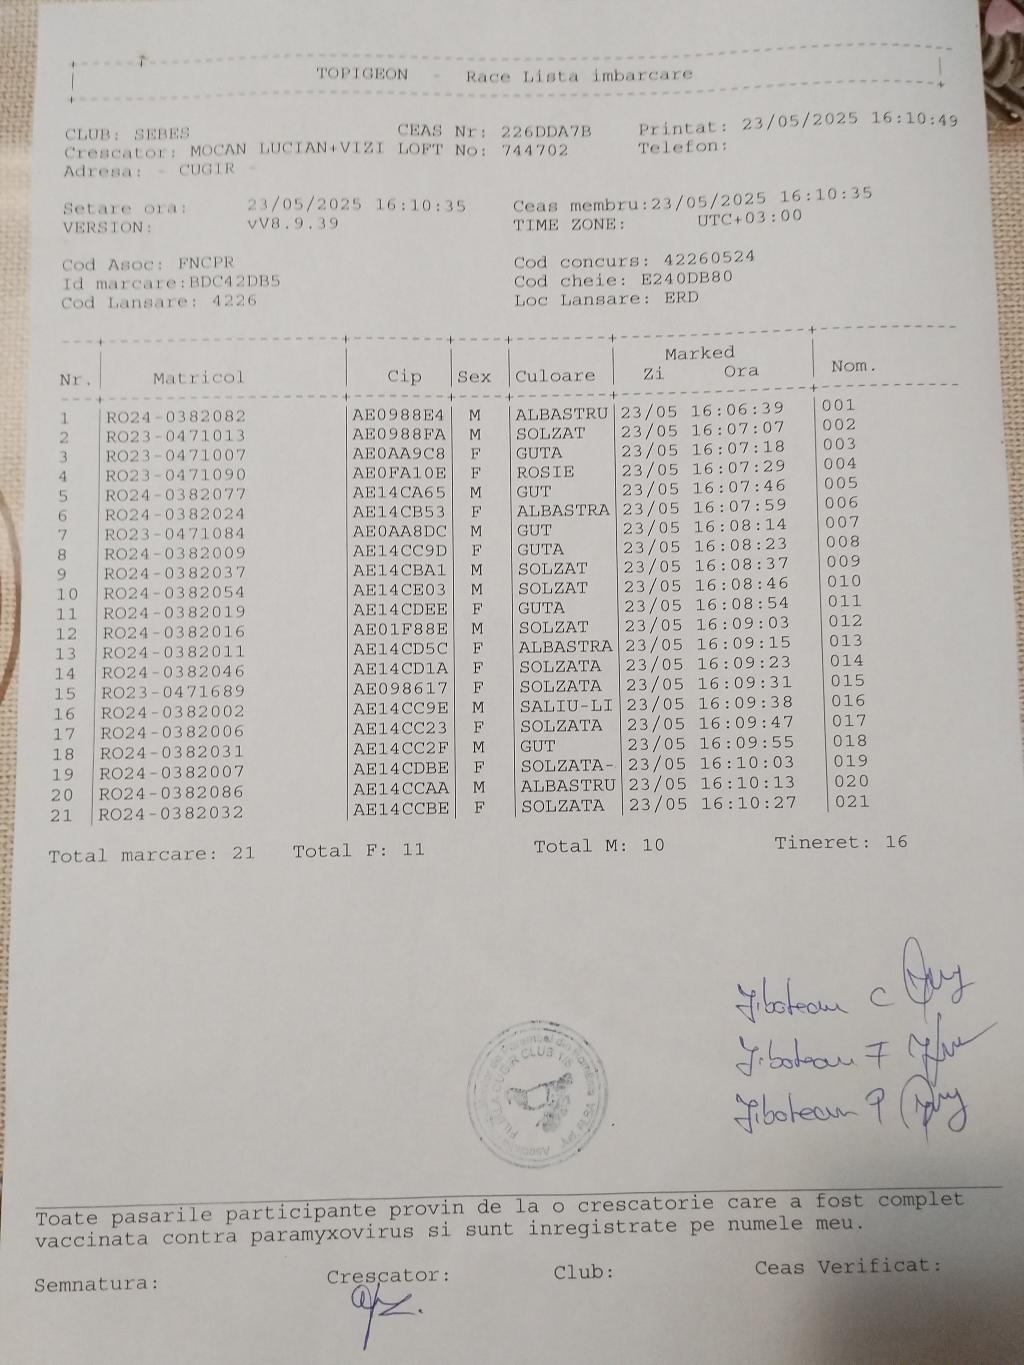 TOPIGEON - Race Lista imbarcare
CLUB: SEBES CEAS Nr: 226DDA7B Printat: 23/05/2025 16:10:49
Crescator: MOCAN LUCIAN+VIZI LOFT No: 744702 Telefon:
Adresa: - CUGIR -
Setare ora: 23/05/2025 16:10:35 Ceas membru:23/05/2025 16:10:35
VERSION: vV8.9.39 TIME ZONE: UTC+03:00
Cod Asoc: FNCPR Cod concurs: 42260524
Id marcare:BDC42DB5 Cod cheie: E240DB80
Cod Lansare: 4226 Loc Lansare: ERD
Marked
Nr. Matricol Cip Sex Culoare Zi Ora Nom.
1 RO24-0382082 AE0988E4 M ALBASTRU 23/05 16:06:39 001
2 RO23-0471013 AE0988FA M SOLZAT 23/05 16:07:07 002
3 RO23-0471007 AE0AA9C8 F GUTA 23/05 16:07:18 003
4 RO23-0471090 AE0FA10E F ROSIE 23/05 16:07:29 004
5 RO24-0382077 AE14CA65 M GUT 23/05 16:07:46 005
6 RO24-0382024 AE14CB53 F ALBASTRA 23/05 16:07:59 006
7 RO23-0471084 AE0AA8DC M GUT 23/05 16:08:14 007
8 RO24-0382009 AE14CC9D F GUTA 23/05 16:08:23 008
9 RO24-0382037 AE14CBA1 M SOLZAT 23/05 16:08:37 009
10 RO24-0382054 AE14CE03 M SOLZAT 23/05 16:08:46 010
11 RO24-0382019 AE14CDEE F GUTA 23/05 16:08:54 011
12 RO24-0382016 AE01F88E M SOLZAT 23/05 16:09:03 012
13 RO24-0382011 AE14CD5C F ALBASTRA 23/05 16:09:15 013
14 RO24-0382046 AE14CD1A F SOLZATA 23/05 16:09:23 014
15 RO23-0471689 AE098617 F SOLZATA 23/05 16:09:31 015
16 RO24-0382002 AE14CC9E M SALIU-LI 23/05 16:09:38 016
17 RO24-0382006 AE14CC23 F SOLZATA 23/05 16:09:47 017
18 RO24-0382031 AE14CC2F M GUT 23/05 16:09:55 018
19 RO24-0382007 AE14CDBE F SOLZATA- 23/05 16:10:03 019
20 RO24-0382086 AE14CCAA M ALBASTRU 23/05 16:10:13 020
21 RO24-0382032 AE14CCBE F SOLZATA 23/05 16:10:27 021
Total marcare: 21 Total F: 11 Total M: 10 Tineret: 16
Jiboteau C
Jiboteau F
Jiboteau P
CUGIR CLUB
Toate pasarile participante provin de la o crescatorie care a fost complet
vaccinata contra paramyxovirus si sunt inregistrate pe numele meu.
Semnatura: Crescator: Club: Ceas Verificat: